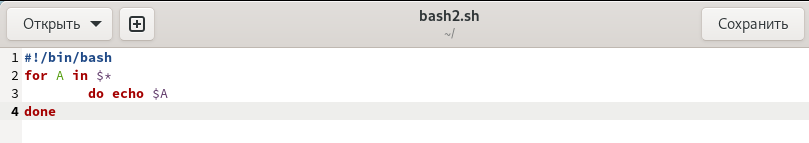 Открыть
bash2.sh
~/
Сохранить
1 #!/bin/bash
2 for A in $*
3 do echo $A
4 done